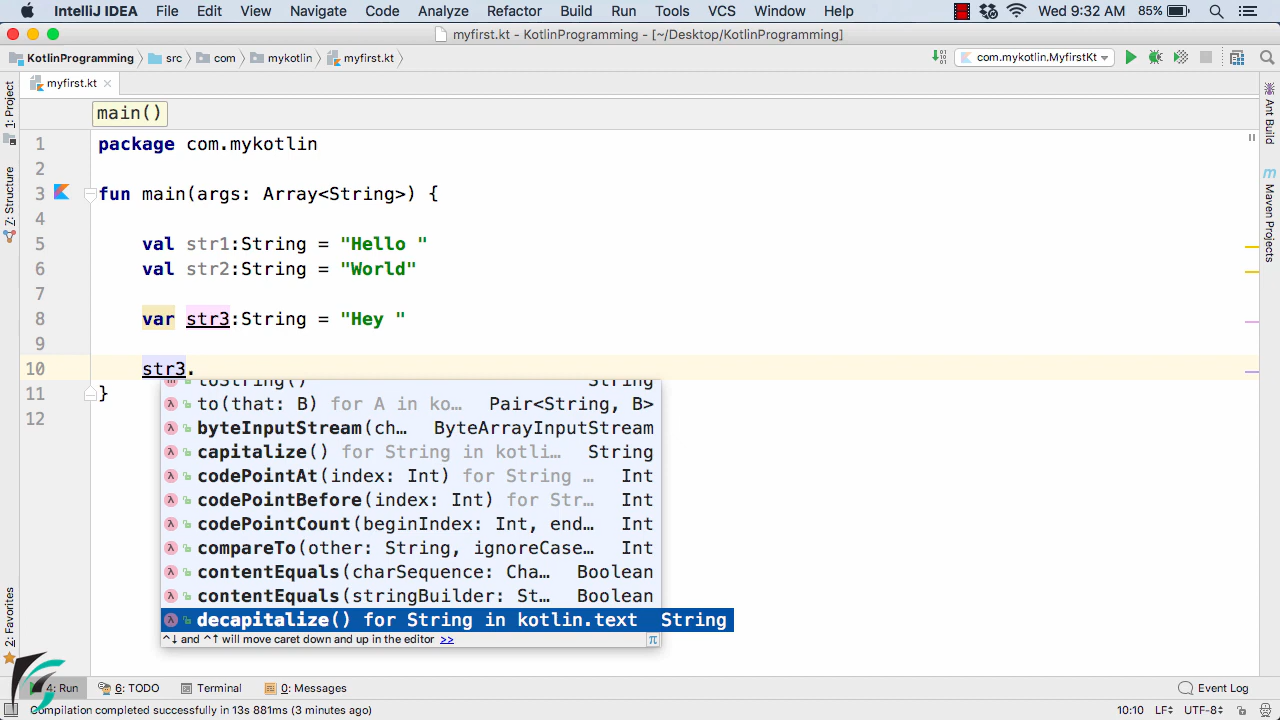 IntelliJ IDEA File Edit View Navigate Code Analyze Refactor Build Run Tools VCS Window Help Wed 9:32 AM 85%
myfirst.kt - KotlinProgramming - [~/Desktop/KotlinProgramming]
KotlinProgramming src com mykotlin myfirst.kt com.mykotlin.MyfirstKt
myfirst.kt
main()
1 package com.mykotlin
2
3 fun main(args: Array<String>) {
4
5 val str1:String = "Hello "
6 val str2:String = "World"
7
8 var str3:String = "Hey "
9
10 str3.
11 }
12
toString() String
to(that: B) for A in ko… Pair<String, B>
byteInputStream(ch… ByteArrayInputStream
capitalize() for String in kotli… String
codePointAt(index: Int) for String … Int
codePointBefore(index: Int) for Str… Int
codePointCount(beginIndex: Int, end… Int
compareTo(other: String, ignoreCase… Int
contentEquals(charSequence: Cha… Boolean
contentEquals(stringBuilder: St… Boolean
decapitalize() for String in kotlin.text String
^↓ and ^↑ will move caret down and up in the editor >> π
1: Project
7: Structure
2: Favorites
Ant Build
m Maven Projects
4: Run 6: TODO Terminal 0: Messages Event Log
Compilation completed successfully in 13s 881ms (3 minutes ago) 10:10 LF÷ UTF-8÷